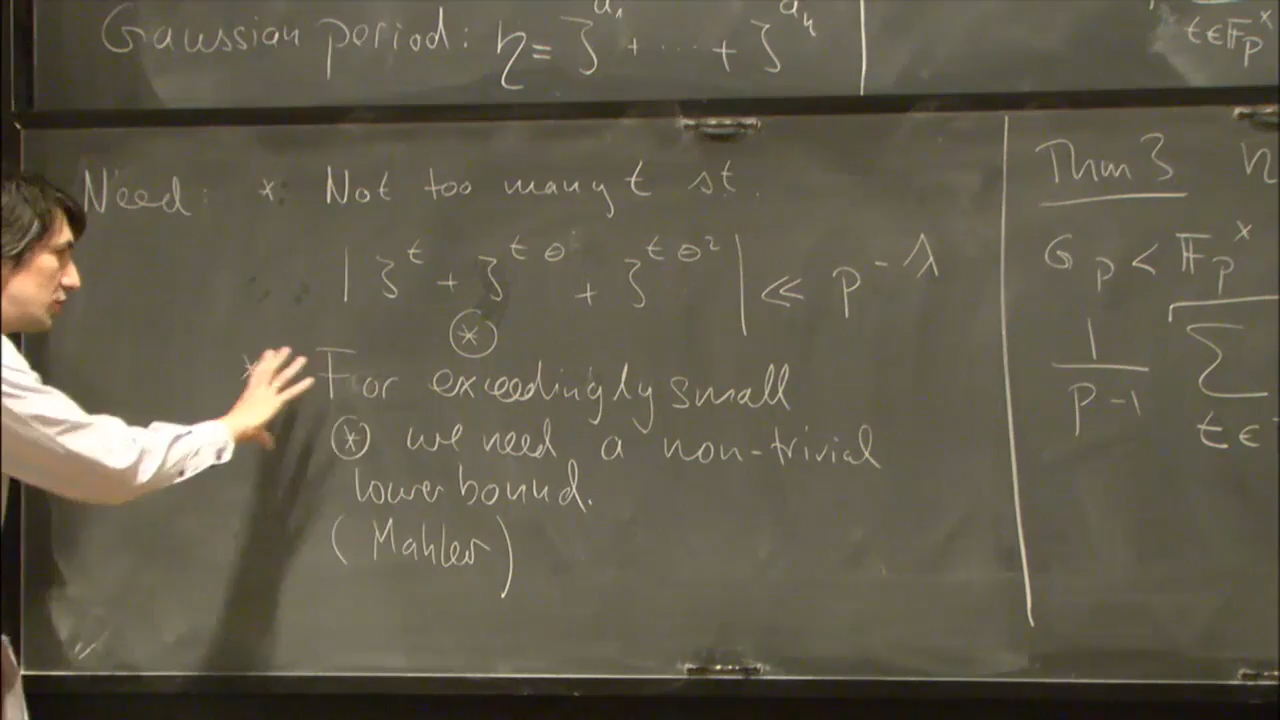 Gaussian period: η = ζ^{a_1} + ... + ζ^{a_n}
t ∈ F_p^×
Need: * Not too many t st.
| ζ^t + ζ^{tθ} + ζ^{tθ^2} | ≪ p^{-λ}
⊛
* For exceedingly small
⊛ we need a non-trivial
lower bound.
(Mahler)
Thm 3 η
G_p < F_p^×
1/(p-1) Σ
t ∈